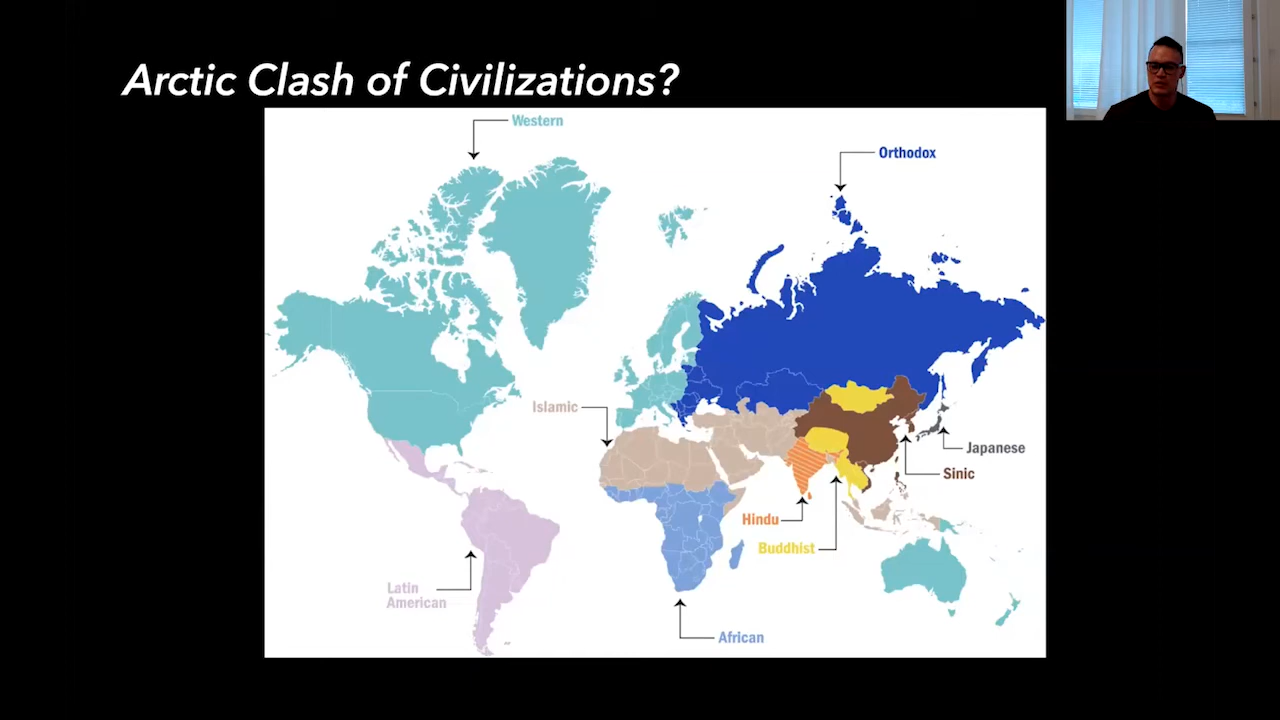 Arctic Clash of Civilizations?
Western
Orthodox
Islamic
Japanese
Sinic
Hindu
Buddhist
Latin
American
African